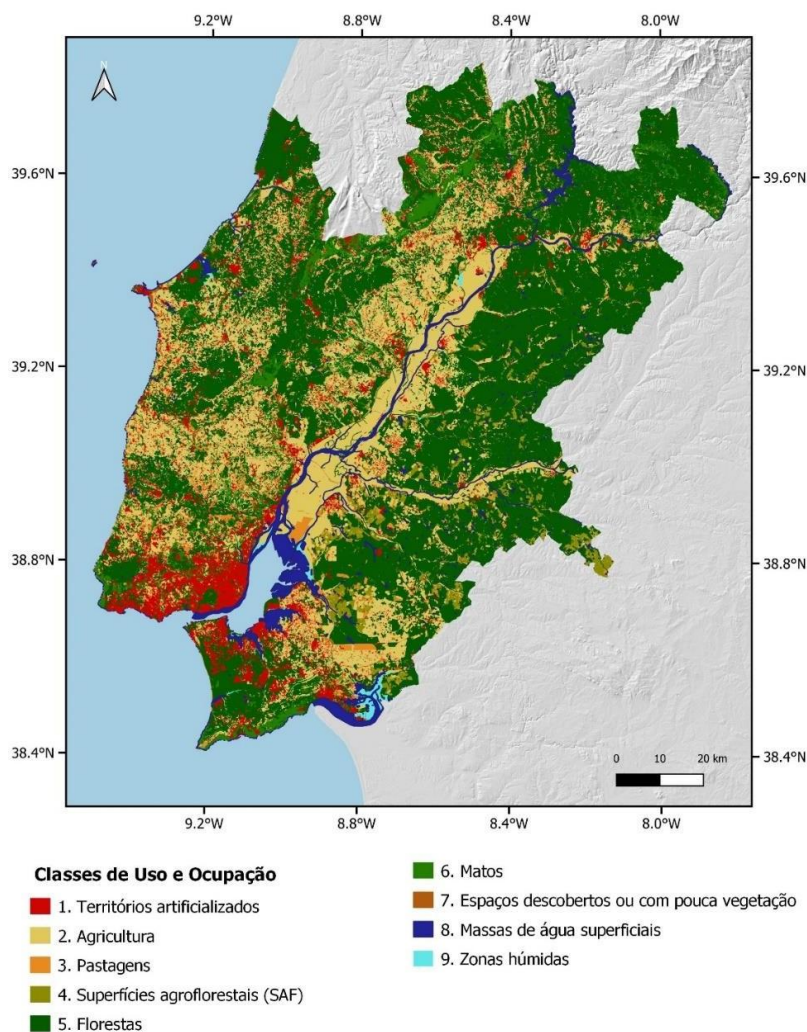 9.2°W 8.8°W 8.4°W 8.0°W
N
39.6°N 39.6°N
39.2°N 39.2°N
38.8°N 38.8°N
38.4°N 38.4°N
0 10 20 km
9.2°W 8.8°W 8.4°W 8.0°W
Classes de Uso e Ocupação
1. Territórios artificializados
2. Agricultura
3. Pastagens
4. Superfícies agroflorestais (SAF)
5. Florestas
6. Matos
7. Espaços descobertos ou com pouca vegetação
8. Massas de água superficiais
9. Zonas húmidas